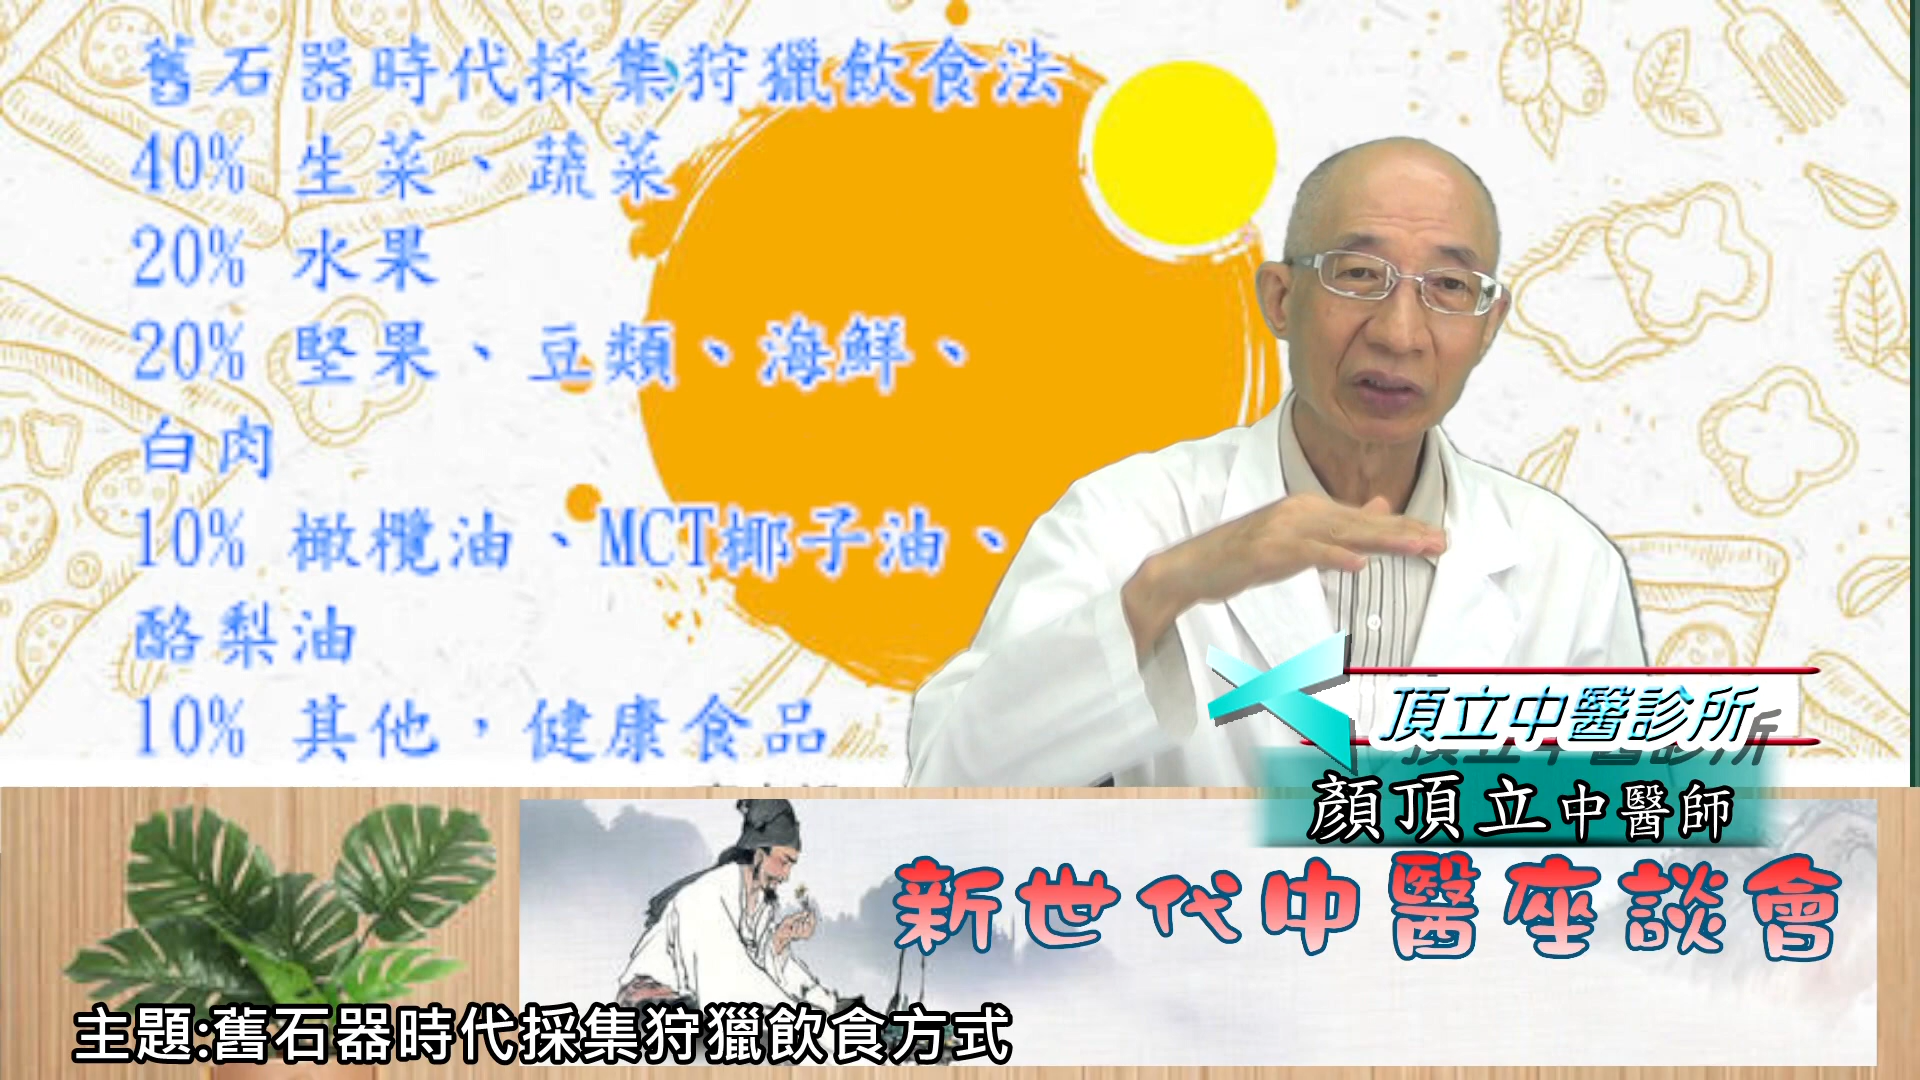 舊石器時代採集狩獵飲食法
40% 生菜、蔬菜
20% 水果
20% 堅果、豆類、海鮮、
白肉
10% 橄欖油、MCT椰子油、
酪梨油
10% 其他，健康食品
頂立中醫診所
顏頂立中醫師
新世代中醫座談會
主題:舊石器時代採集狩獵飲食方式